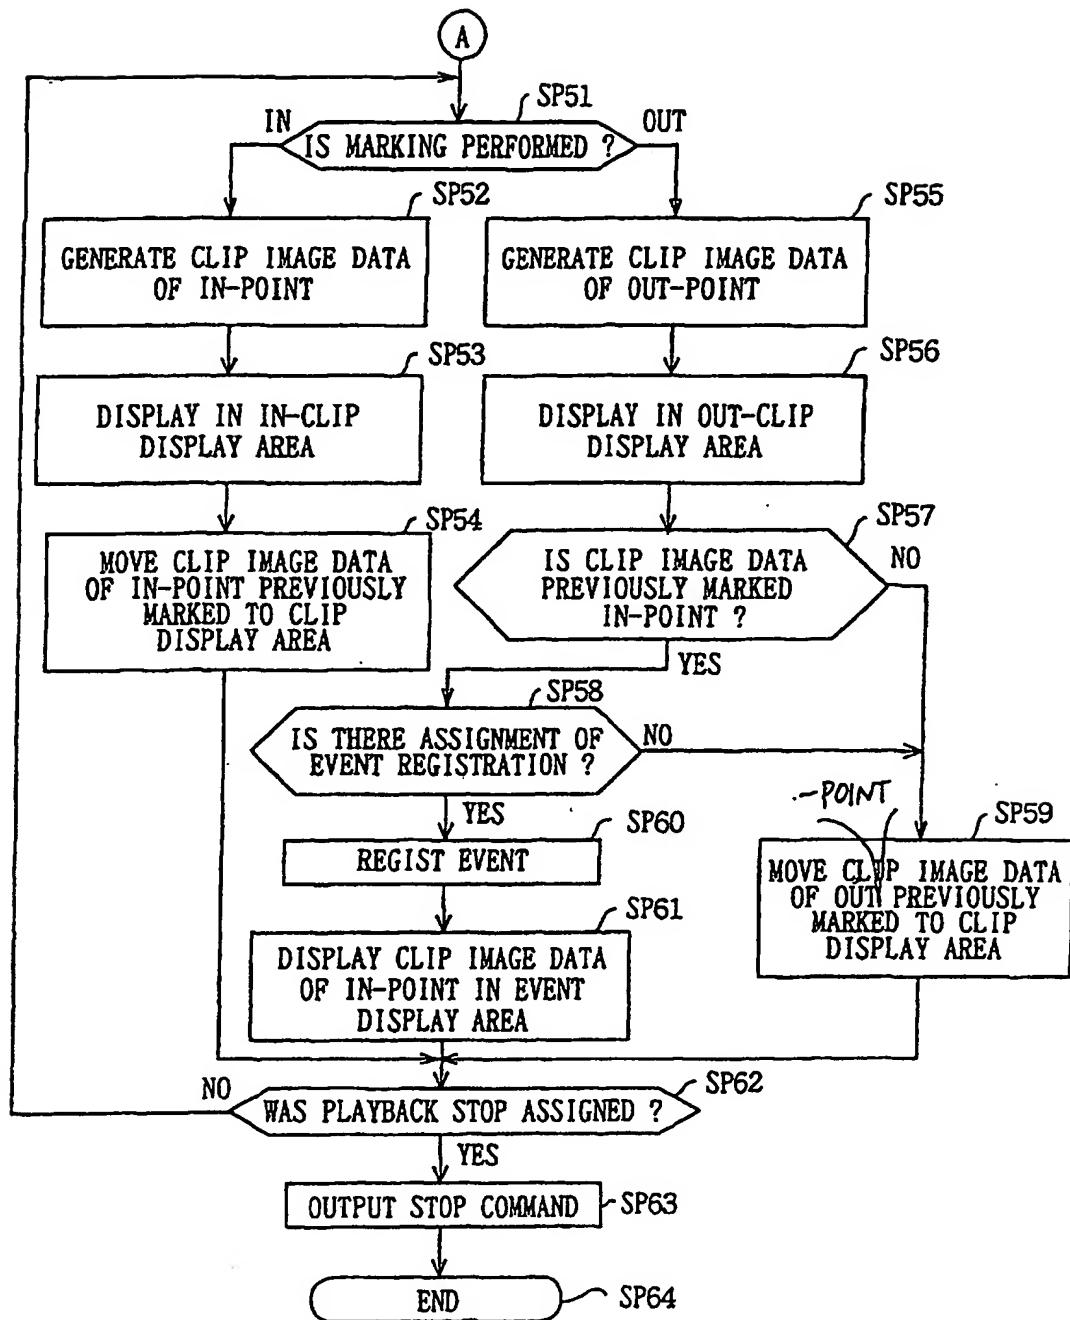 A
SP51
IN
OUT
IS MARKING PERFORMED ?
SP52
GENERATE CLIP IMAGE DATA
OF IN-POINT
SP55
GENERATE CLIP IMAGE DATA
OF OUT-POINT
SP53
DISPLAY IN IN-CLIP
DISPLAY AREA
SP56
DISPLAY IN OUT-CLIP
DISPLAY AREA
SP54
MOVE CLIP IMAGE DATA
OF IN-POINT PREVIOUSLY
MARKED TO CLIP
DISPLAY AREA
SP57
IS CLIP IMAGE DATA
PREVIOUSLY MARKED
IN-POINT ?
NO
YES
SP58
IS THERE ASSIGNMENT OF
EVENT REGISTRATION ?
NO
YES
-POINT
SP59
MOVE CLIP IMAGE DATA
OF OUT PREVIOUSLY
MARKED TO CLIP
DISPLAY AREA
SP60
REGIST EVENT
SP61
DISPLAY CLIP IMAGE DATA
OF IN-POINT IN EVENT
DISPLAY AREA
NO
SP62
WAS PLAYBACK STOP ASSIGNED ?
YES
OUTPUT STOP COMMAND
SP63
END
SP64